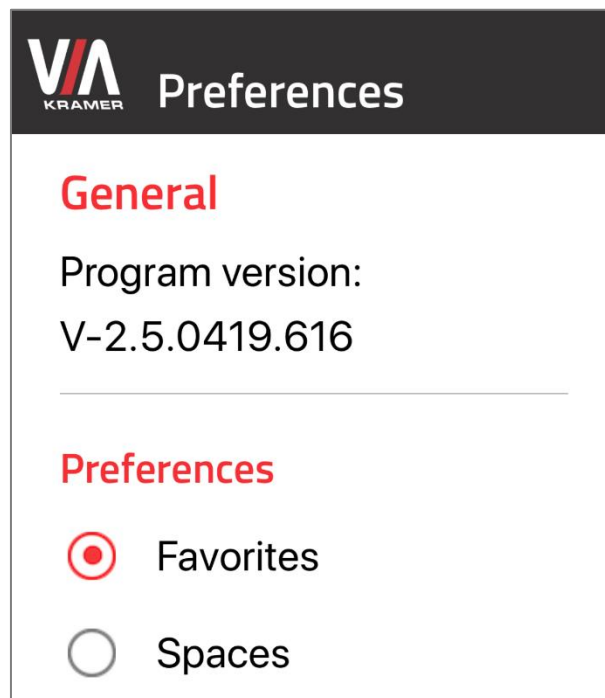 VIA
KRAMER
Preferences
General
Program version:
V-2.5.0419.616
Preferences
Favorites
Spaces